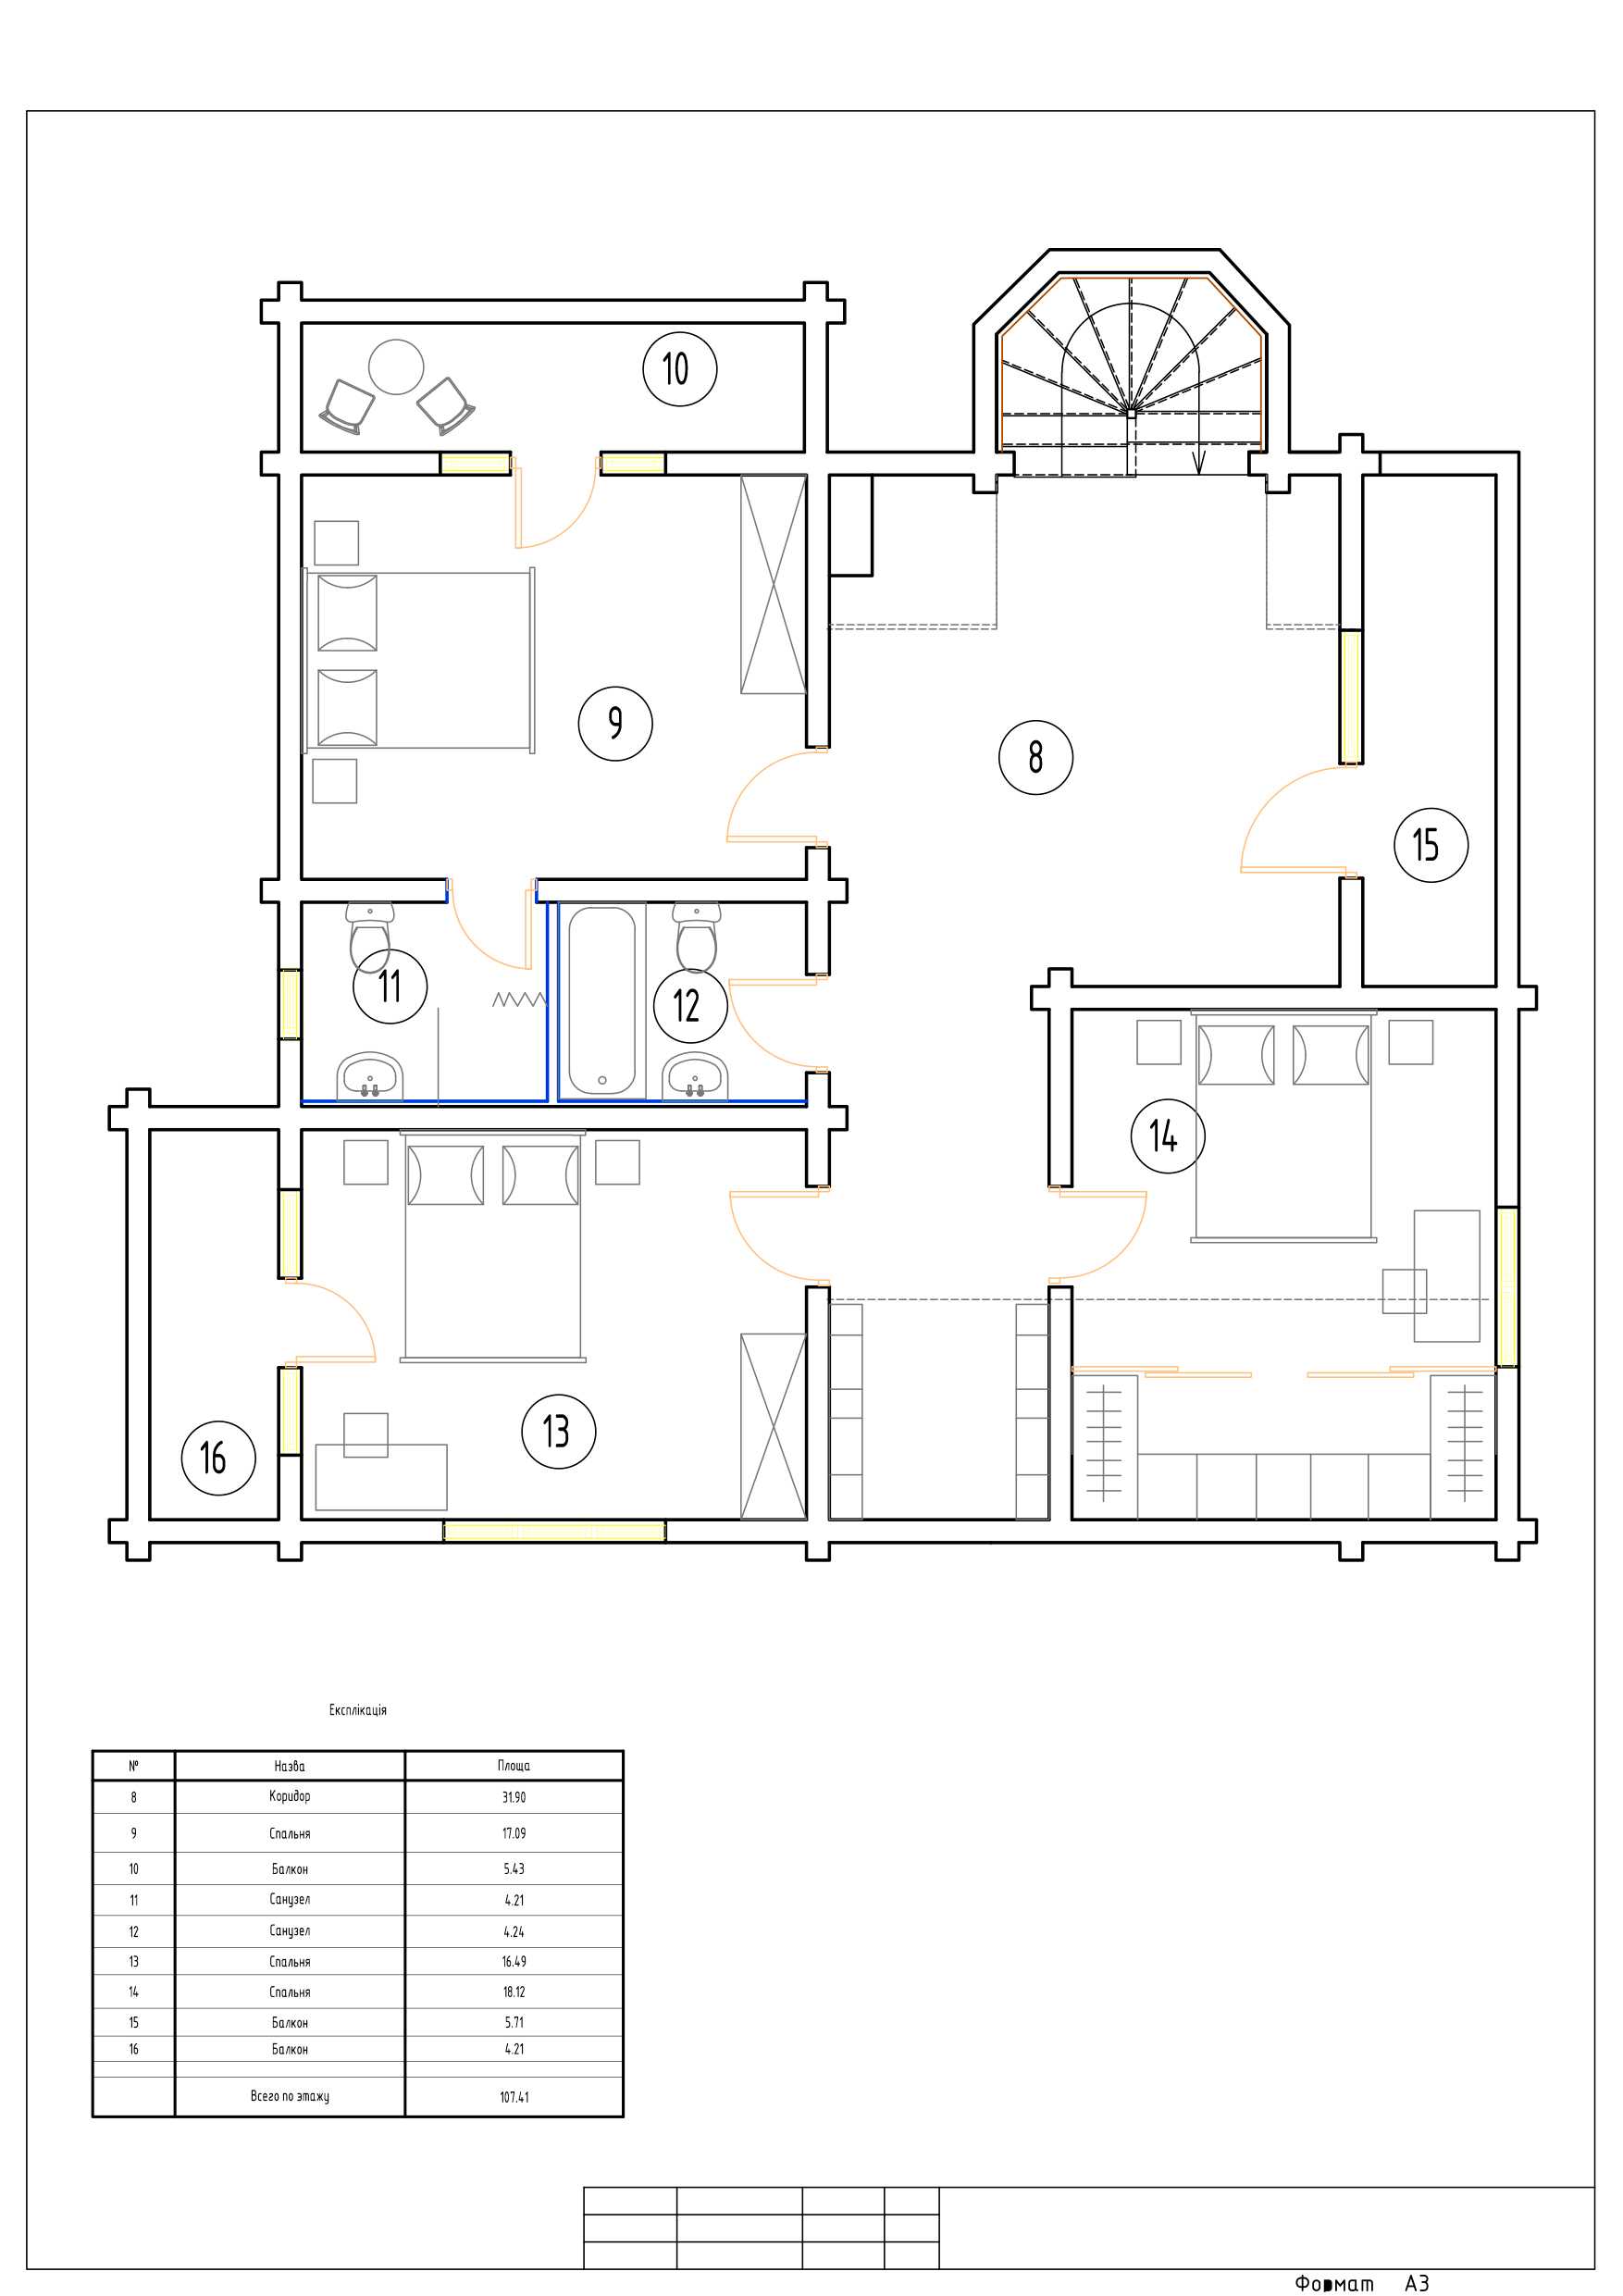 10
9
8
15
11
12
14
13
16
Експлікація
№ Назва Площа
8 Коридор 31.90
9 Спальня 17.09
10 Балкон 5.43
11 Санузел 4.21
12 Санузел 4.24
13 Спальня 16.49
14 Спальня 18.12
15 Балкон 5.71
16 Балкон 4.21
Всего по этажу 107.41
Формат А3